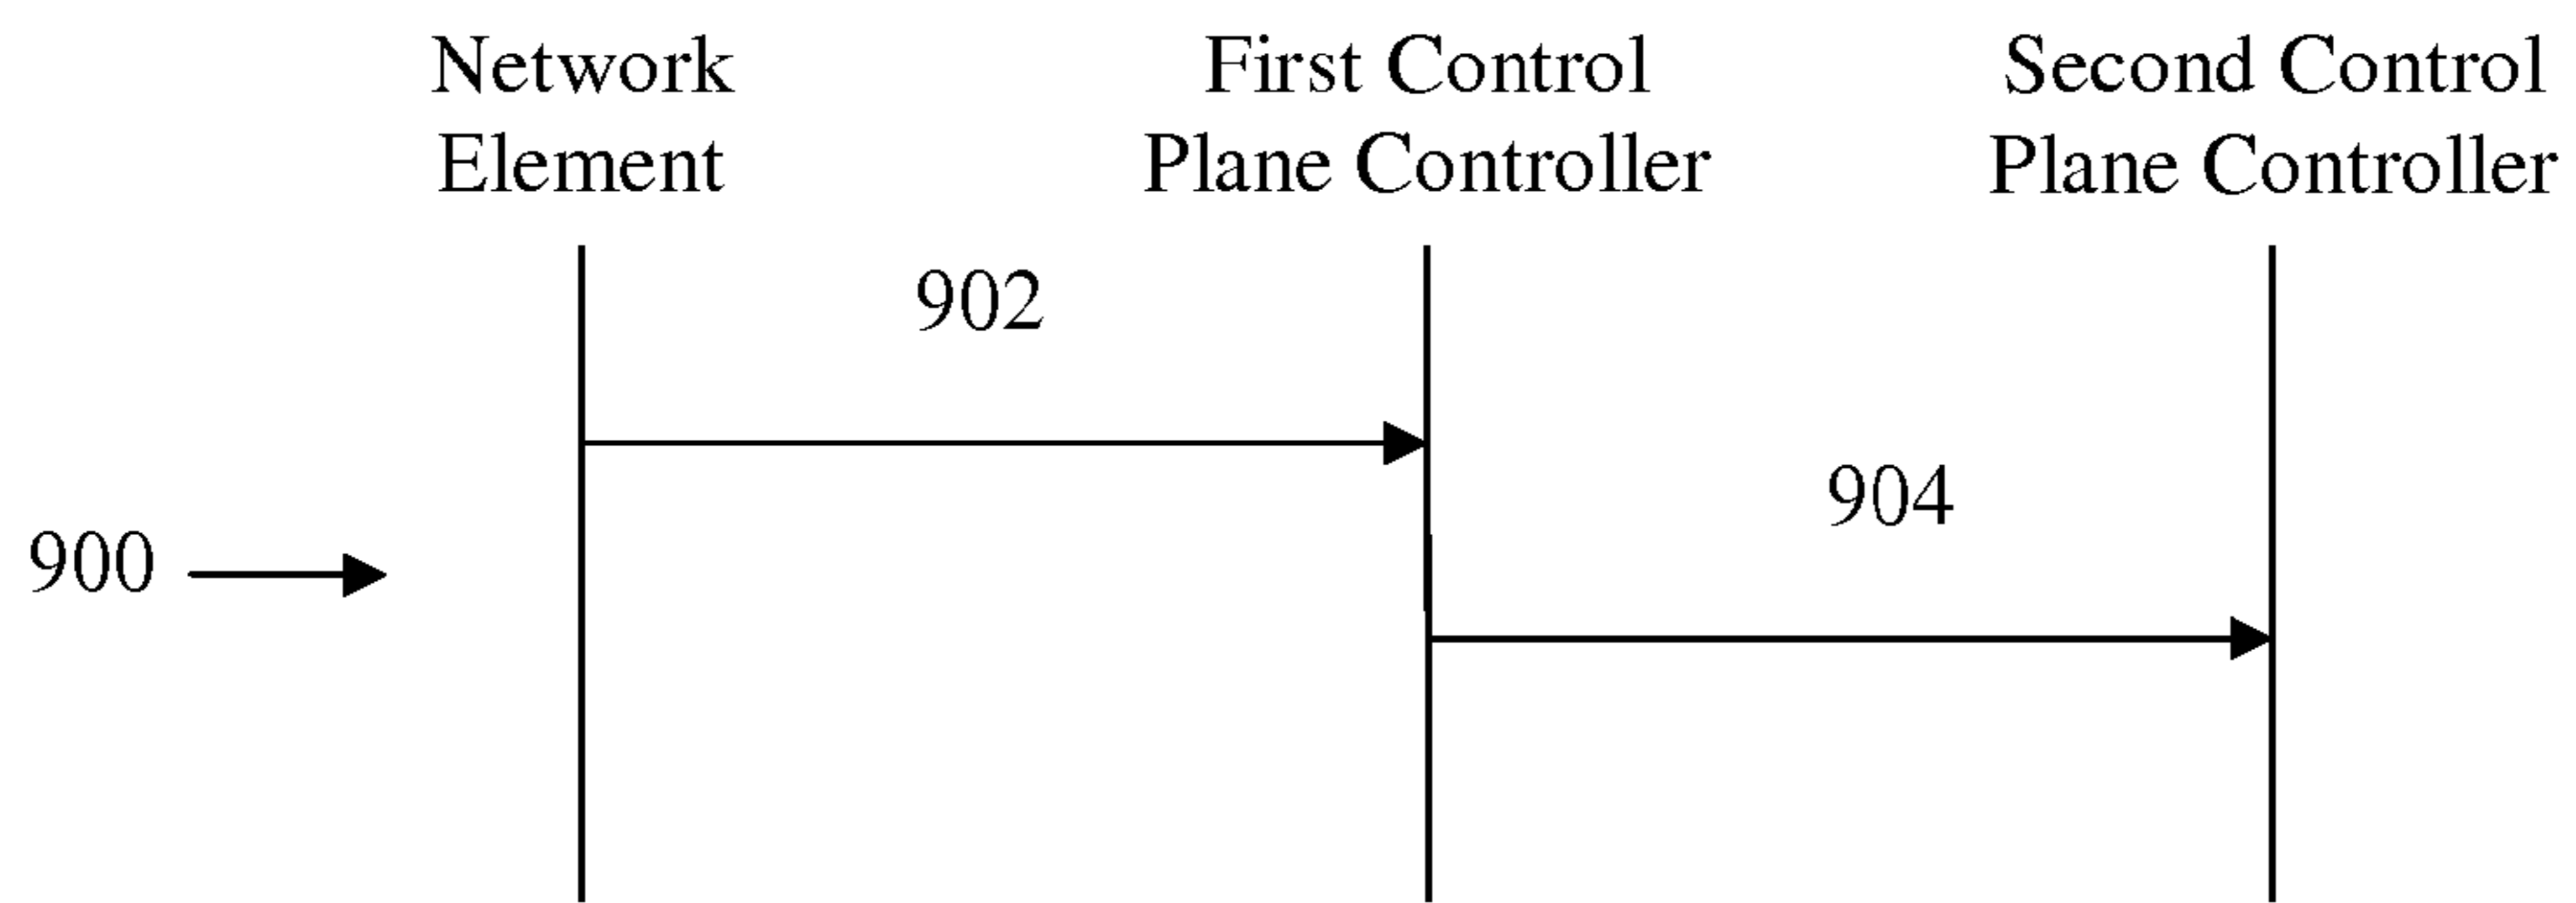 Network
Element
First Control
Plane Controller
Second Control
Plane Controller
902
904
900